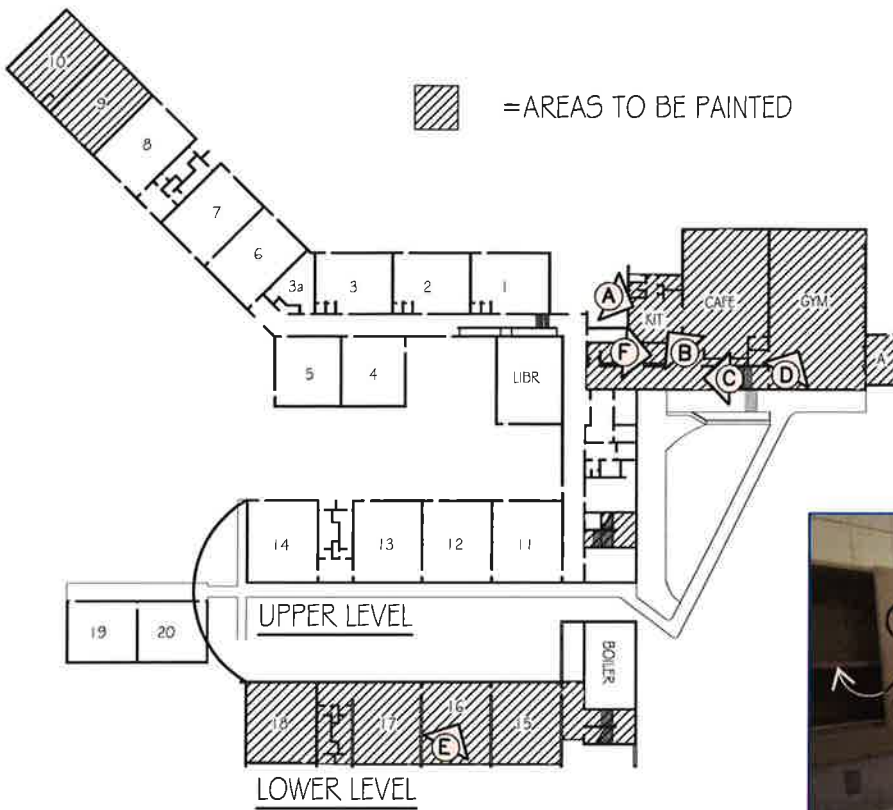 10
9
=AREAS TO BE PAINTED
8
7
6
3a
3
2
1
A
KIT
CAFE
GYM
F
B
C
D
A
5
4
LIBR
14
13
12
11
UPPER LEVEL
19
20
BOILER
18
17
16
15
E
LOWER LEVEL